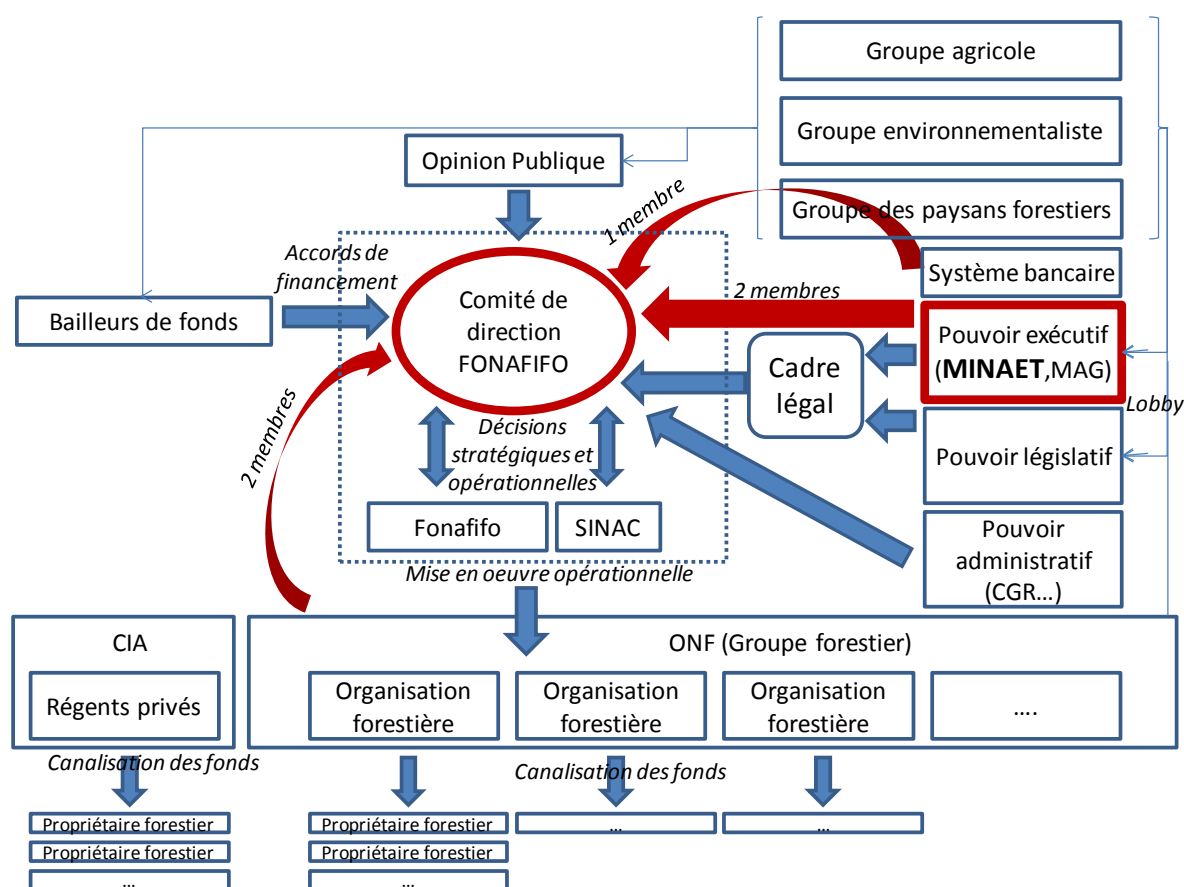 Groupe agricole
Groupe environnementaliste
Opinion Publique
1 membre
Groupe des paysans forestiers
Accords de
financement
Système bancaire
Bailleurs de fonds
Comité de
direction
FONAFIFO
2 membres
Pouvoir exécutif
(MINAET,MAG)
Cadre
légal
Lobby
2 membres
Décisions
stratégiques et
opérationnelles
Pouvoir législatif
Fonafifo
SINAC
Pouvoir
administratif
(CGR...)
Mise en oeuvre opérationnelle
CIA
ONF (Groupe forestier)
Régents privés
Organisation
forestière
Organisation
forestière
Organisation
forestière
....
Canalisation des fonds
Canalisation des fonds
Propriétaire forestier
Propriétaire forestier
...
Propriétaire forestier
Propriétaire forestier
...
...
...